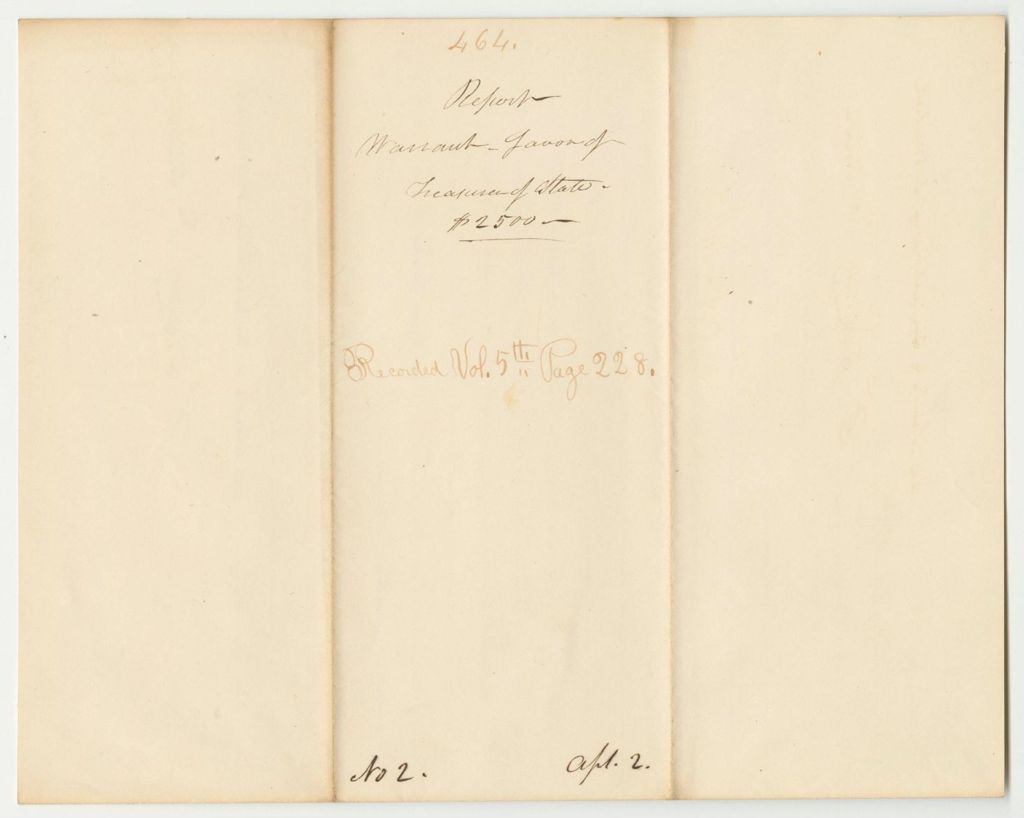 464.
Report
Warrant - favor of
Treasurer of State -
$2500 -
Recorded Vol. 5th Page 228.
No 2. Apl. 2.